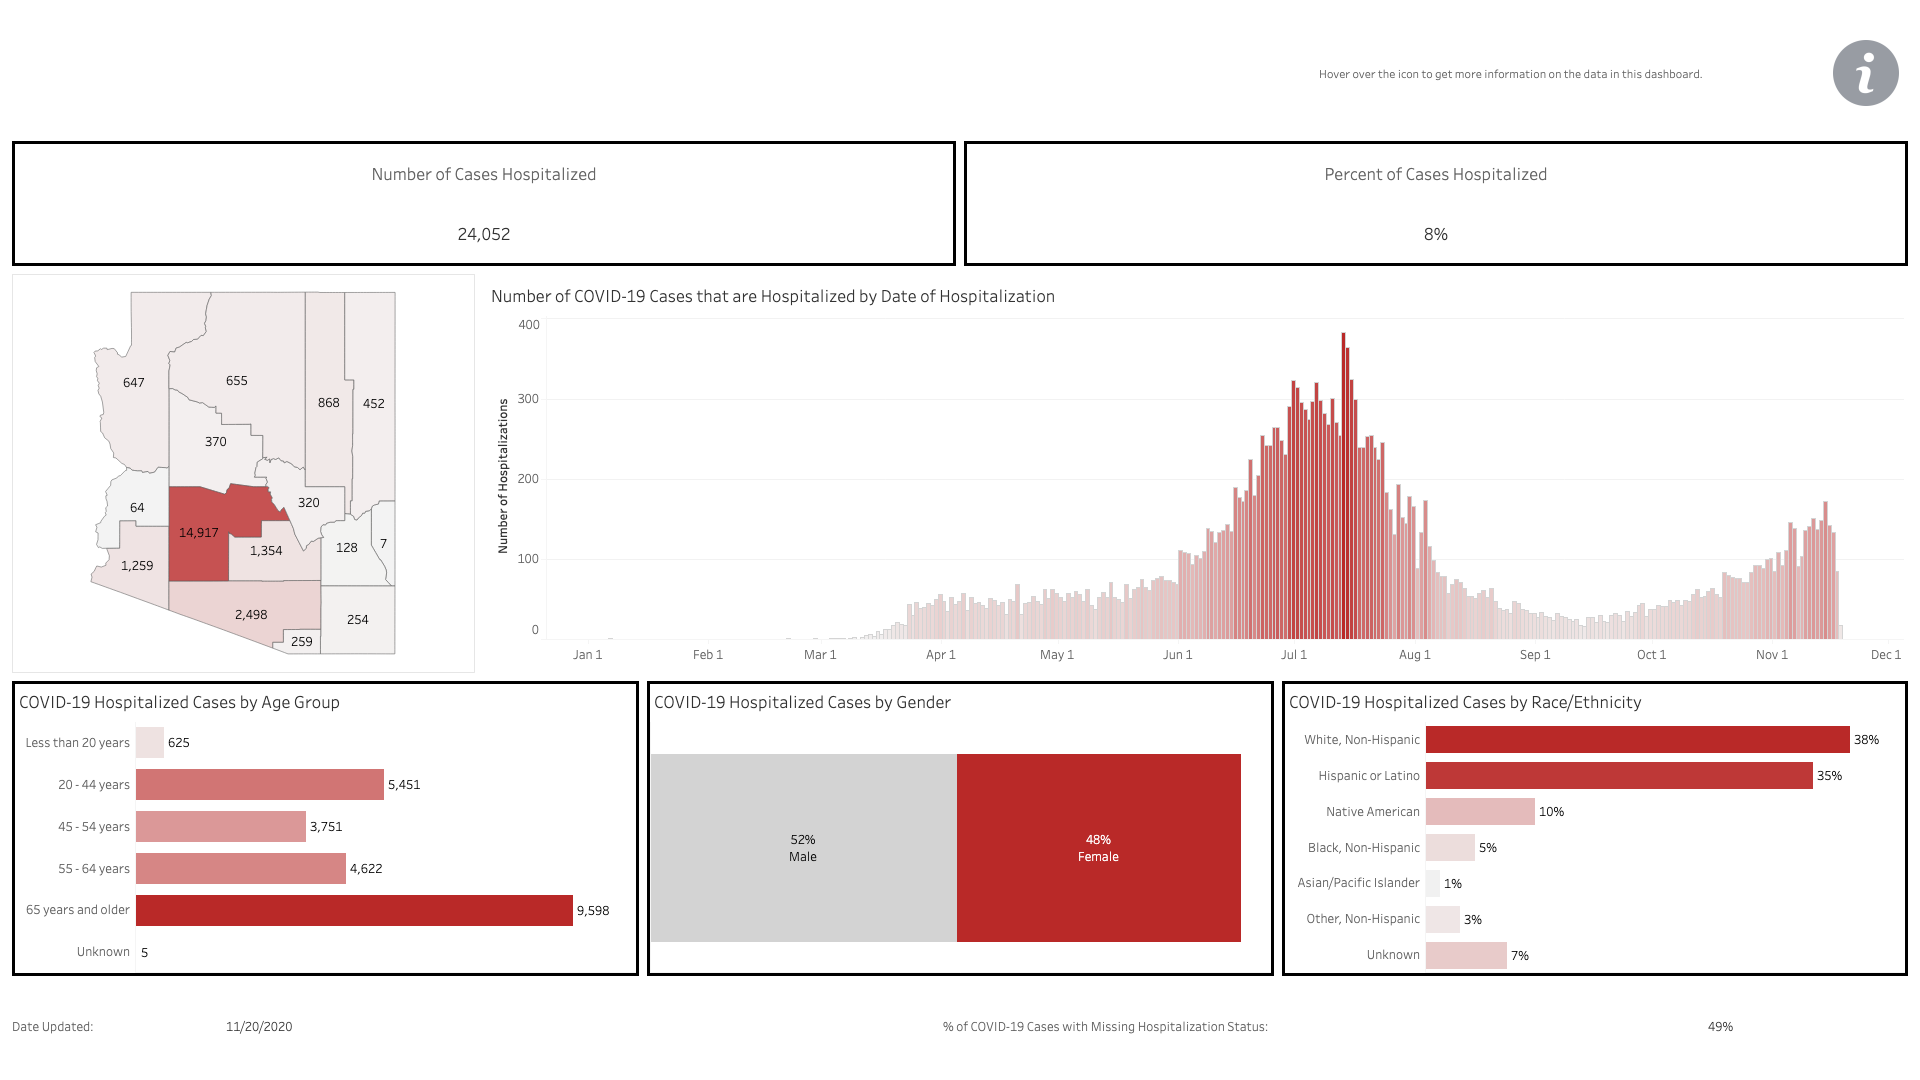 Hover over the icon to get more information on the data in this dashboard.
i
Number of Cases Hospitalized
24,052
Percent of Cases Hospitalized
8%
647
655
868
452
370
64
320
14,917
128
7
1,354
1,259
2,498
254
259
Number of COVID-19 Cases that are Hospitalized by Date of Hospitalization
Number of Hospitalizations
400
300
200
100
0
Jan 1 Feb 1 Mar 1 Apr 1 May 1 Jun 1 Jul 1 Aug 1 Sep 1 Oct 1 Nov 1 Dec 1
COVID-19 Hospitalized Cases by Age Group
Less than 20 years 625
20 - 44 years 5,451
45 - 54 years 3,751
55 - 64 years 4,622
65 years and older 9,598
Unknown 5
COVID-19 Hospitalized Cases by Gender
52%
Male
48%
Female
COVID-19 Hospitalized Cases by Race/Ethnicity
White, Non-Hispanic 38%
Hispanic or Latino 35%
Native American 10%
Black, Non-Hispanic 5%
Asian/Pacific Islander 1%
Other, Non-Hispanic 3%
Unknown 7%
Date Updated: 11/20/2020
% of COVID-19 Cases with Missing Hospitalization Status: 49%